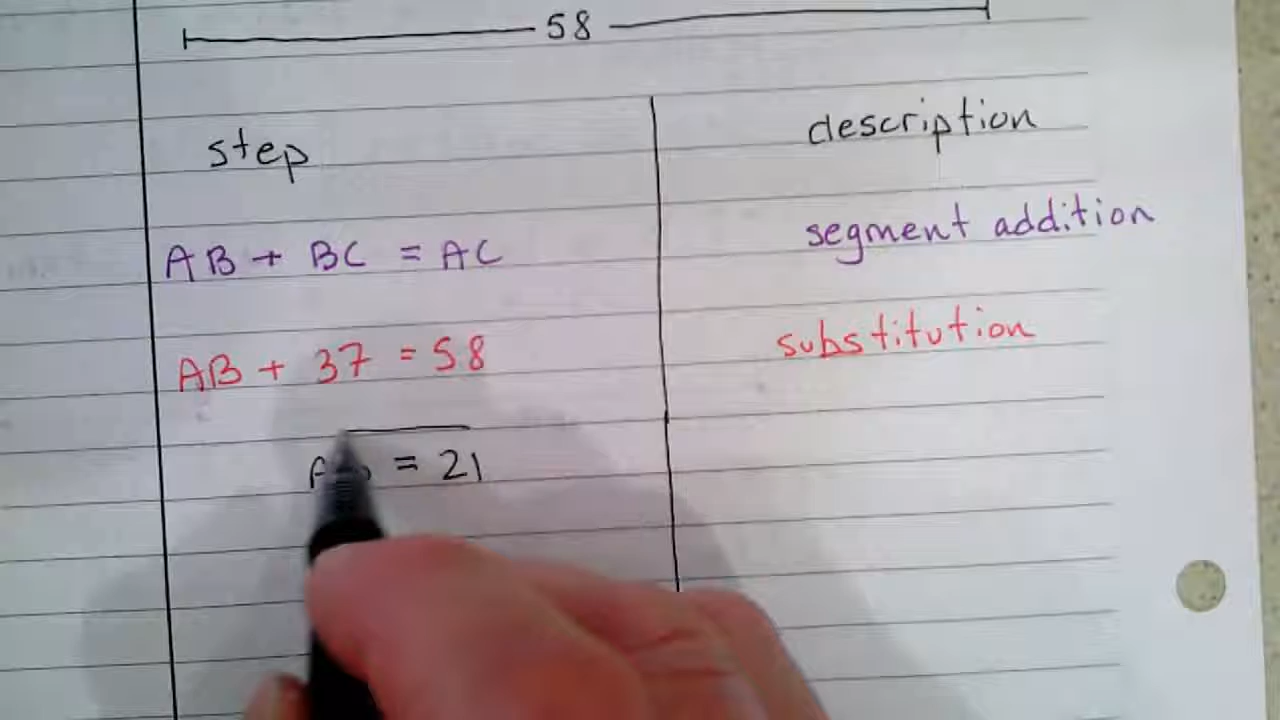 58
step description
AB + BC = AC segment addition
AB + 37 = 58 substitution
= 21